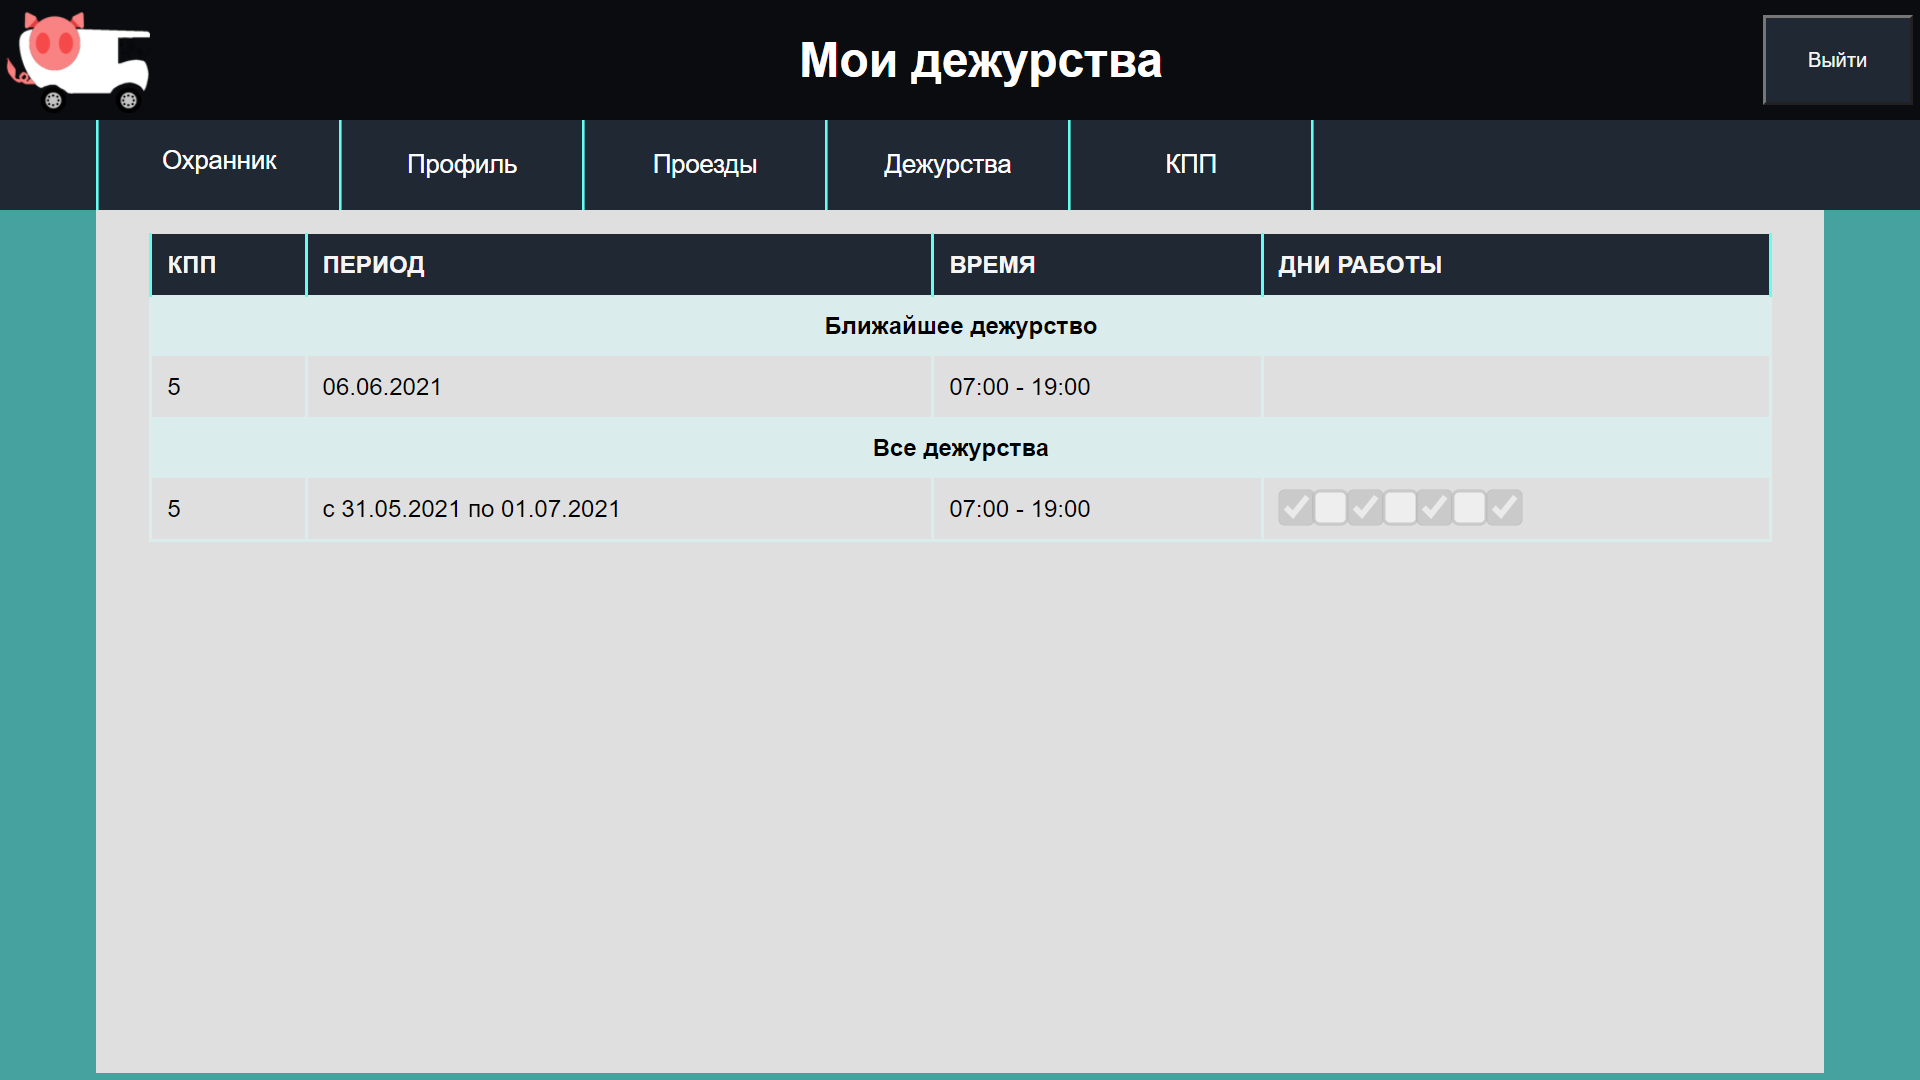 Мои дежурства
Выйти
Охранник Профиль Проезды Дежурства КПП
КПП ПЕРИОД ВРЕМЯ ДНИ РАБОТЫ
Ближайшее дежурство
5 06.06.2021 07:00 - 19:00
Все дежурства
5 с 31.05.2021 по 01.07.2021 07:00 - 19:00